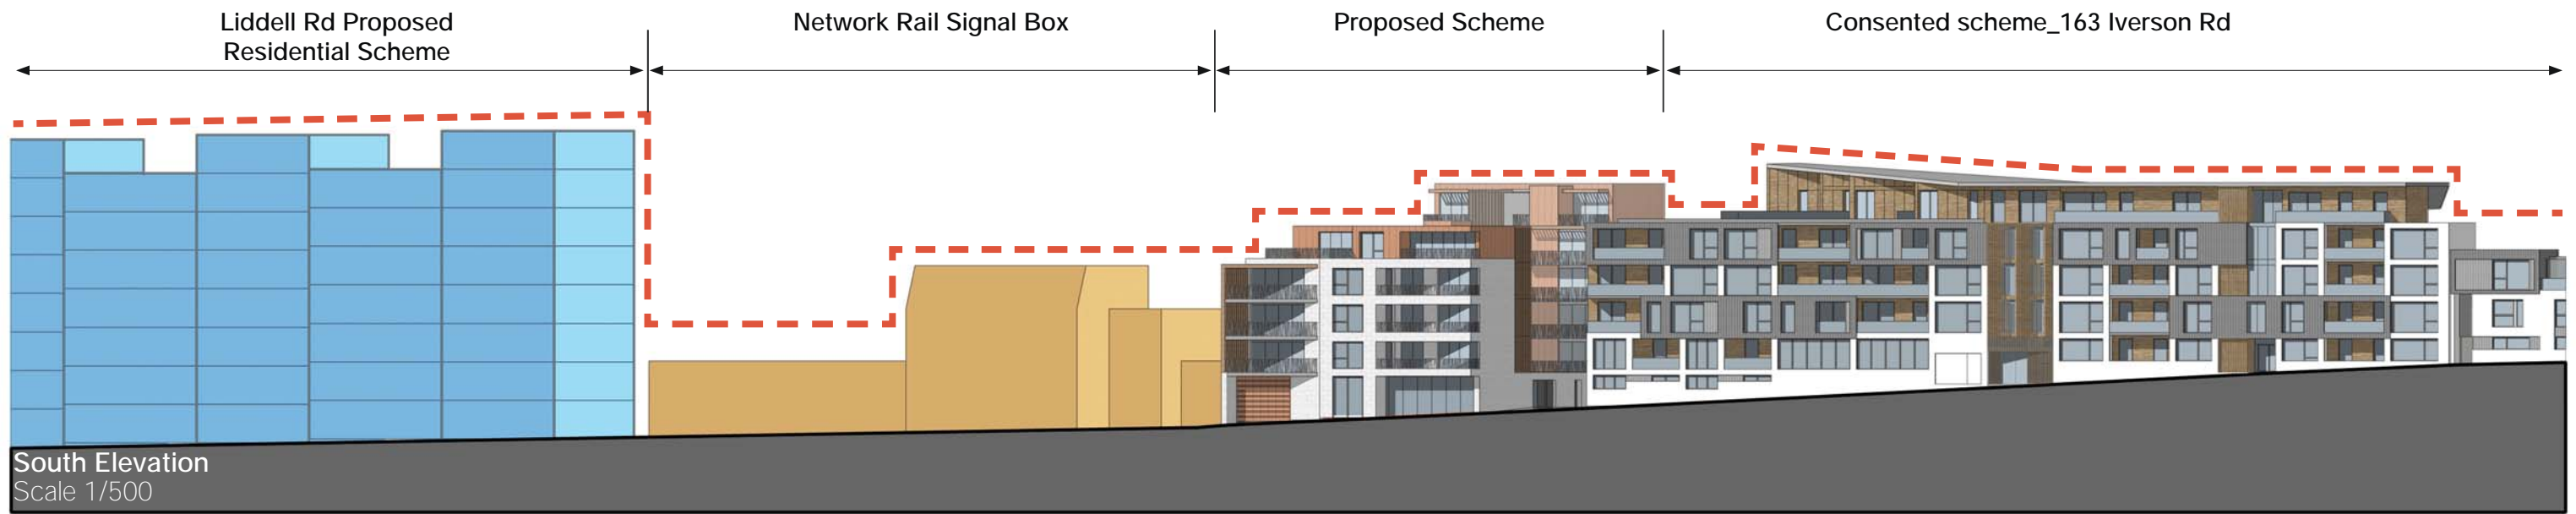 Liddell Rd Proposed
Residential Scheme
Network Rail Signal Box
Proposed Scheme
Consented scheme_163 Iverson Rd
South Elevation
Scale 1/500